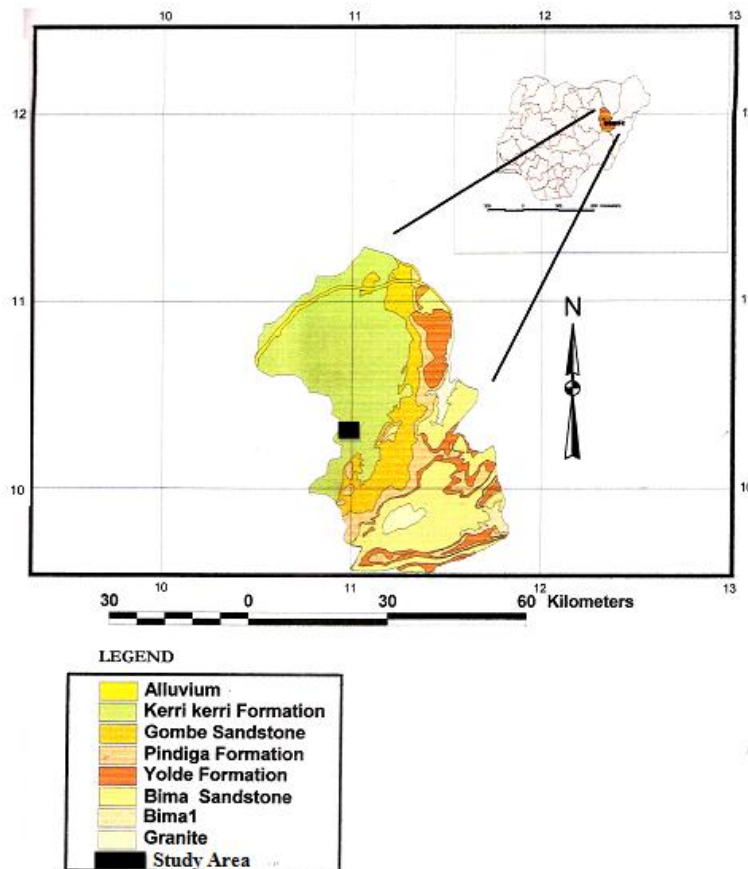 10 11 12 13
12
11 N
10
10 11 12 13
30 0 30 60 Kilometers
LEGEND
Alluvium
Kerri kerri Formation
Gombe Sandstone
Pindiga Formation
Yolde Formation
Bima Sandstone
Bima1
Granite
Study Area